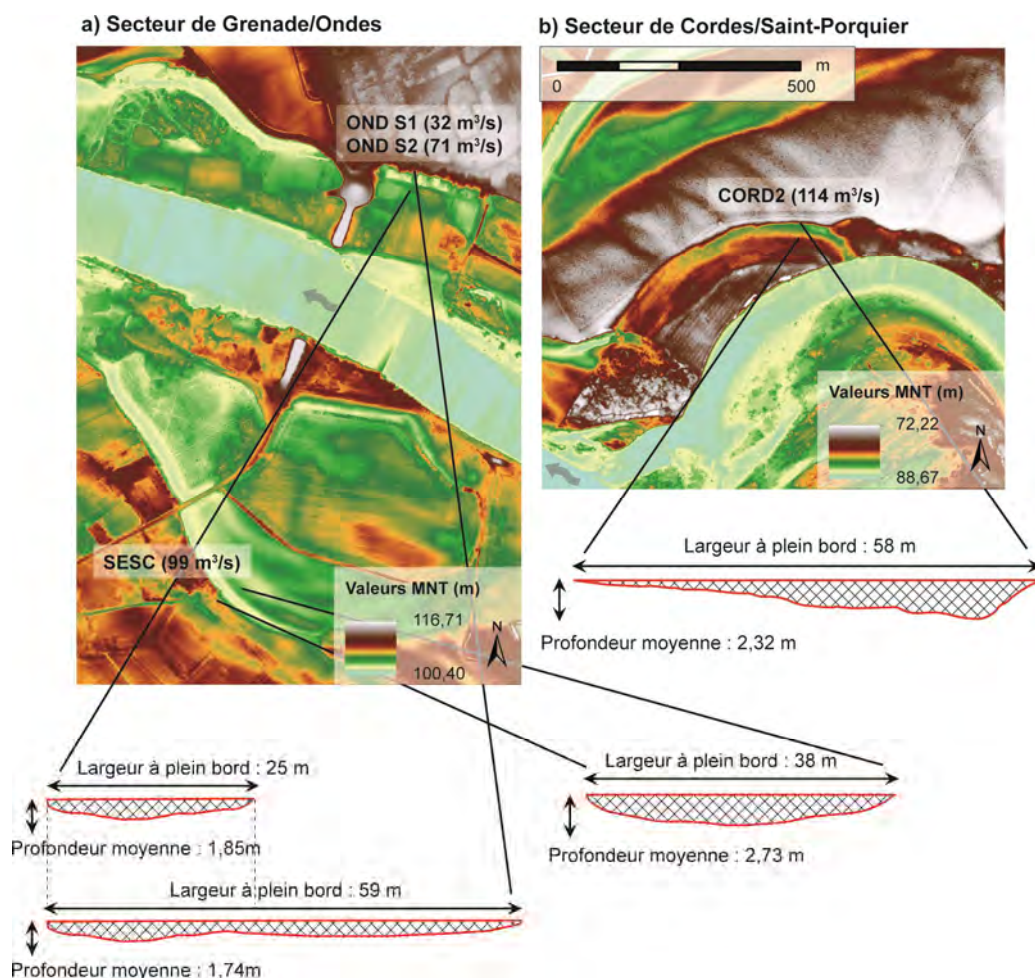 a) Secteur de Grenade/Ondes
b) Secteur de Cordes/Saint-Porquier
m
0
500
OND S1 (32 m³/s)
OND S2 (71 m³/s)
CORD2 (114 m³/s)
Valeurs MNT (m)
72,22
N
88,67
SESC (99 m³/s)
Valeurs MNT (m)
116,71
N
100,40
Largeur à plein bord : 58 m
Profondeur moyenne : 2,32 m
Largeur à plein bord : 25 m
Profondeur moyenne : 1,85m
Largeur à plein bord : 38 m
Profondeur moyenne : 2,73 m
Largeur à plein bord : 59 m
Profondeur moyenne : 1,74m